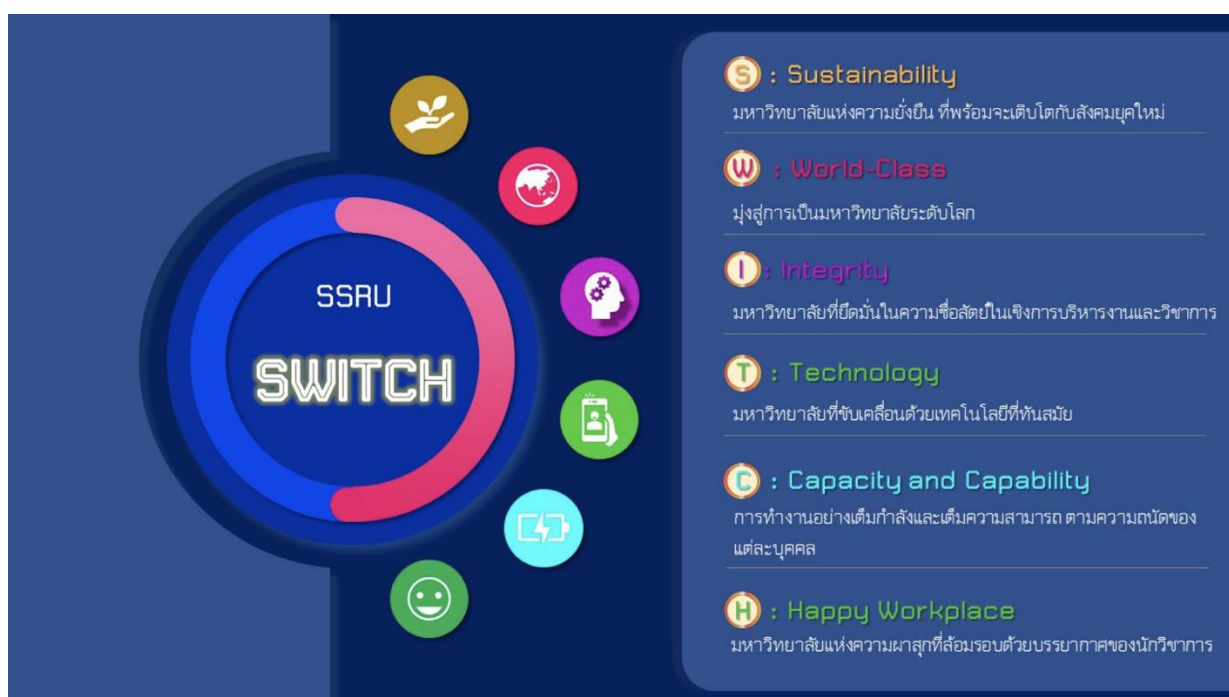 SSRU
SWITCH
S : Sustainability
มหาวิทยาลัยแห่งความยั่งยืน ที่พร้อมจะเติบโตกับสังคมยุคใหม่
W : World-Class
มุ่งสู่การเป็นมหาวิทยาลัยระดับโลก
I : Integrity
มหาวิทยาลัยที่ยึดมั่นในความซื่อสัตย์ในเชิงการบริหารงานและวิชาการ
T : Technology
มหาวิทยาลัยที่ขับเคลื่อนด้วยเทคโนโลยีที่ทันสมัย
C : Capacity and Capability
การทำงานอย่างเต็มกำลังและเต็มความสามารถ ตามความถนัดของ
แต่ละบุคคล
H : Happy Workplace
มหาวิทยาลัยแห่งความผาสุกที่ล้อมรอบด้วยบรรยากาศของนักวิชาการ